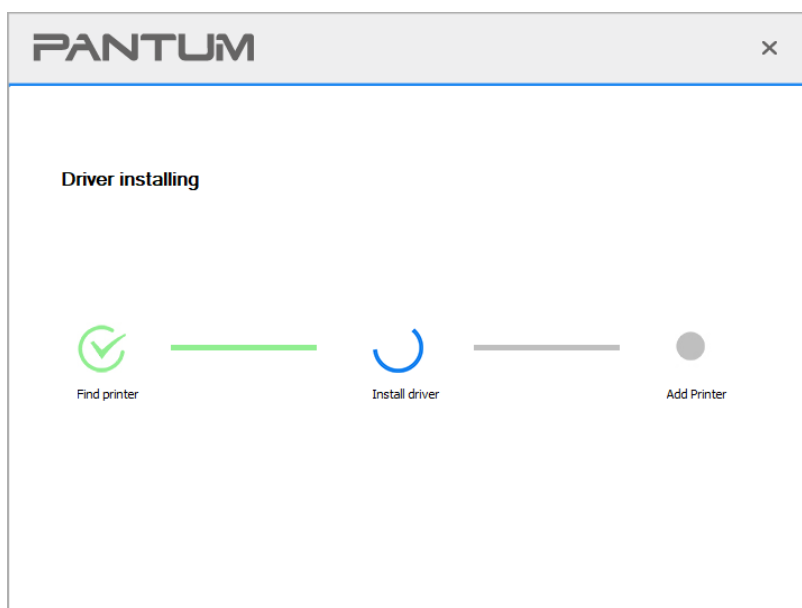 PANTUM
Driver installing
Find printer
Install driver
Add Printer